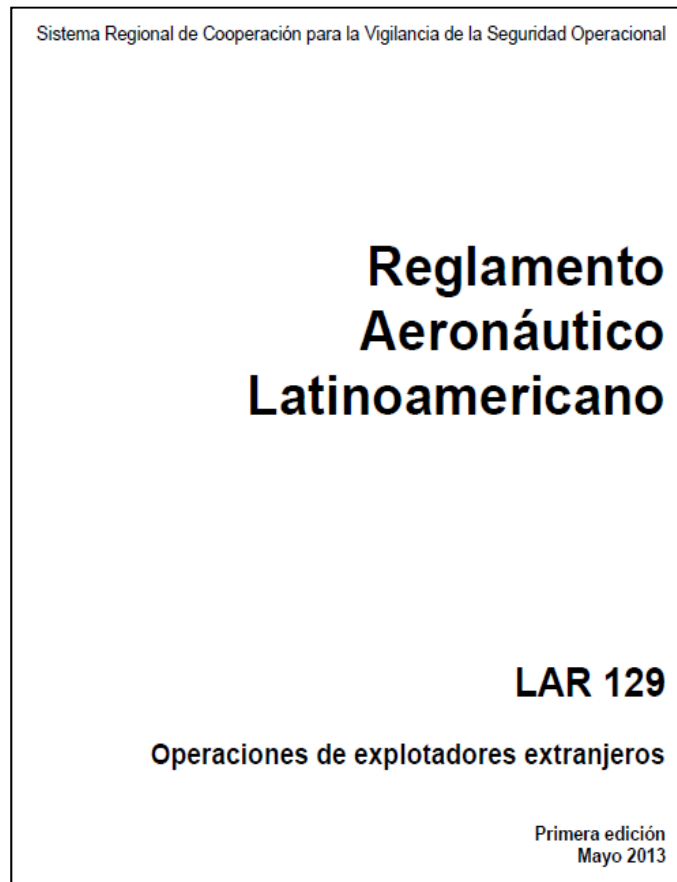 Sistema Regional de Cooperación para la Vigilancia de la Seguridad Operacional
Reglamento
Aeronáutico
Latinoamericano
LAR 129
Operaciones de explotadores extranjeros
Primera edición
Mayo 2013